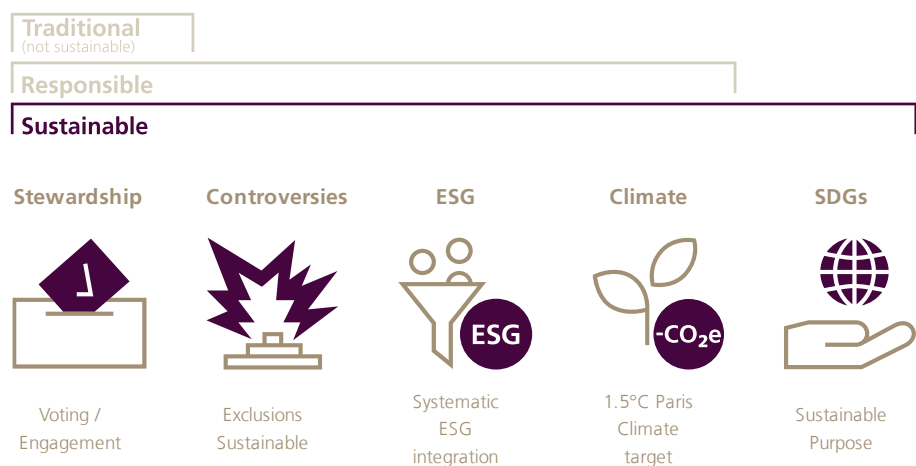 Traditional
(not sustainable)
Responsible
Sustainable
Stewardship
Controversies
ESG
Climate
SDGs
ESG
-CO₂e
Voting /
Engagement
Exclusions
Sustainable
Systematic
ESG
integration
1.5°C Paris
Climate
target
Sustainable
Purpose